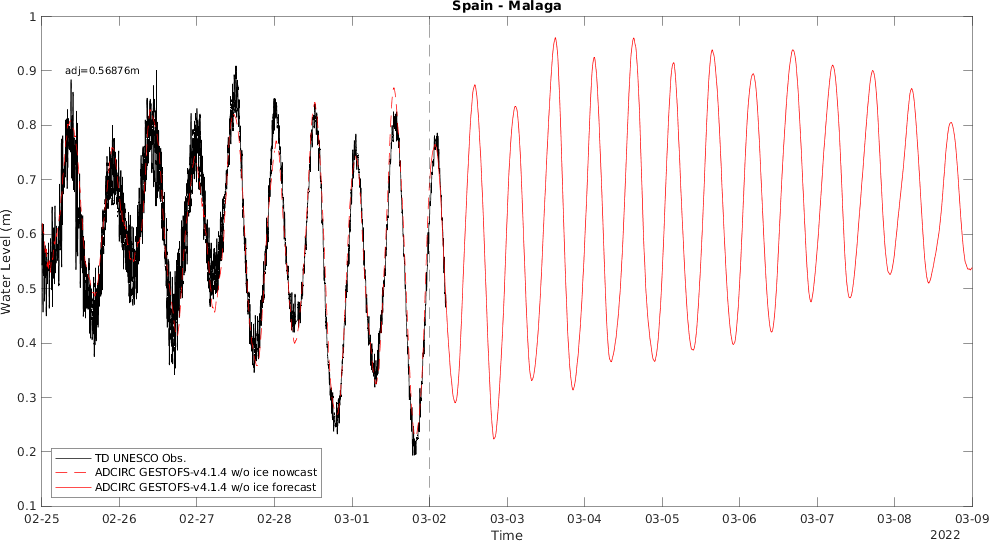 Spain - Malaga
1
0.9
0.8
0.7
0.6
0.5
0.4
0.3
0.2
0.1
Water Level (m)
adj=0.56876m
TD UNESCO Obs.
ADCIRC GESTOFS-v4.1.4 w/o ice nowcast
ADCIRC GESTOFS-v4.1.4 w/o ice forecast
02-25 02-26 02-27 02-28 03-01 03-02 03-03 03-04 03-05 03-06 03-07 03-08 03-09
Time
2022